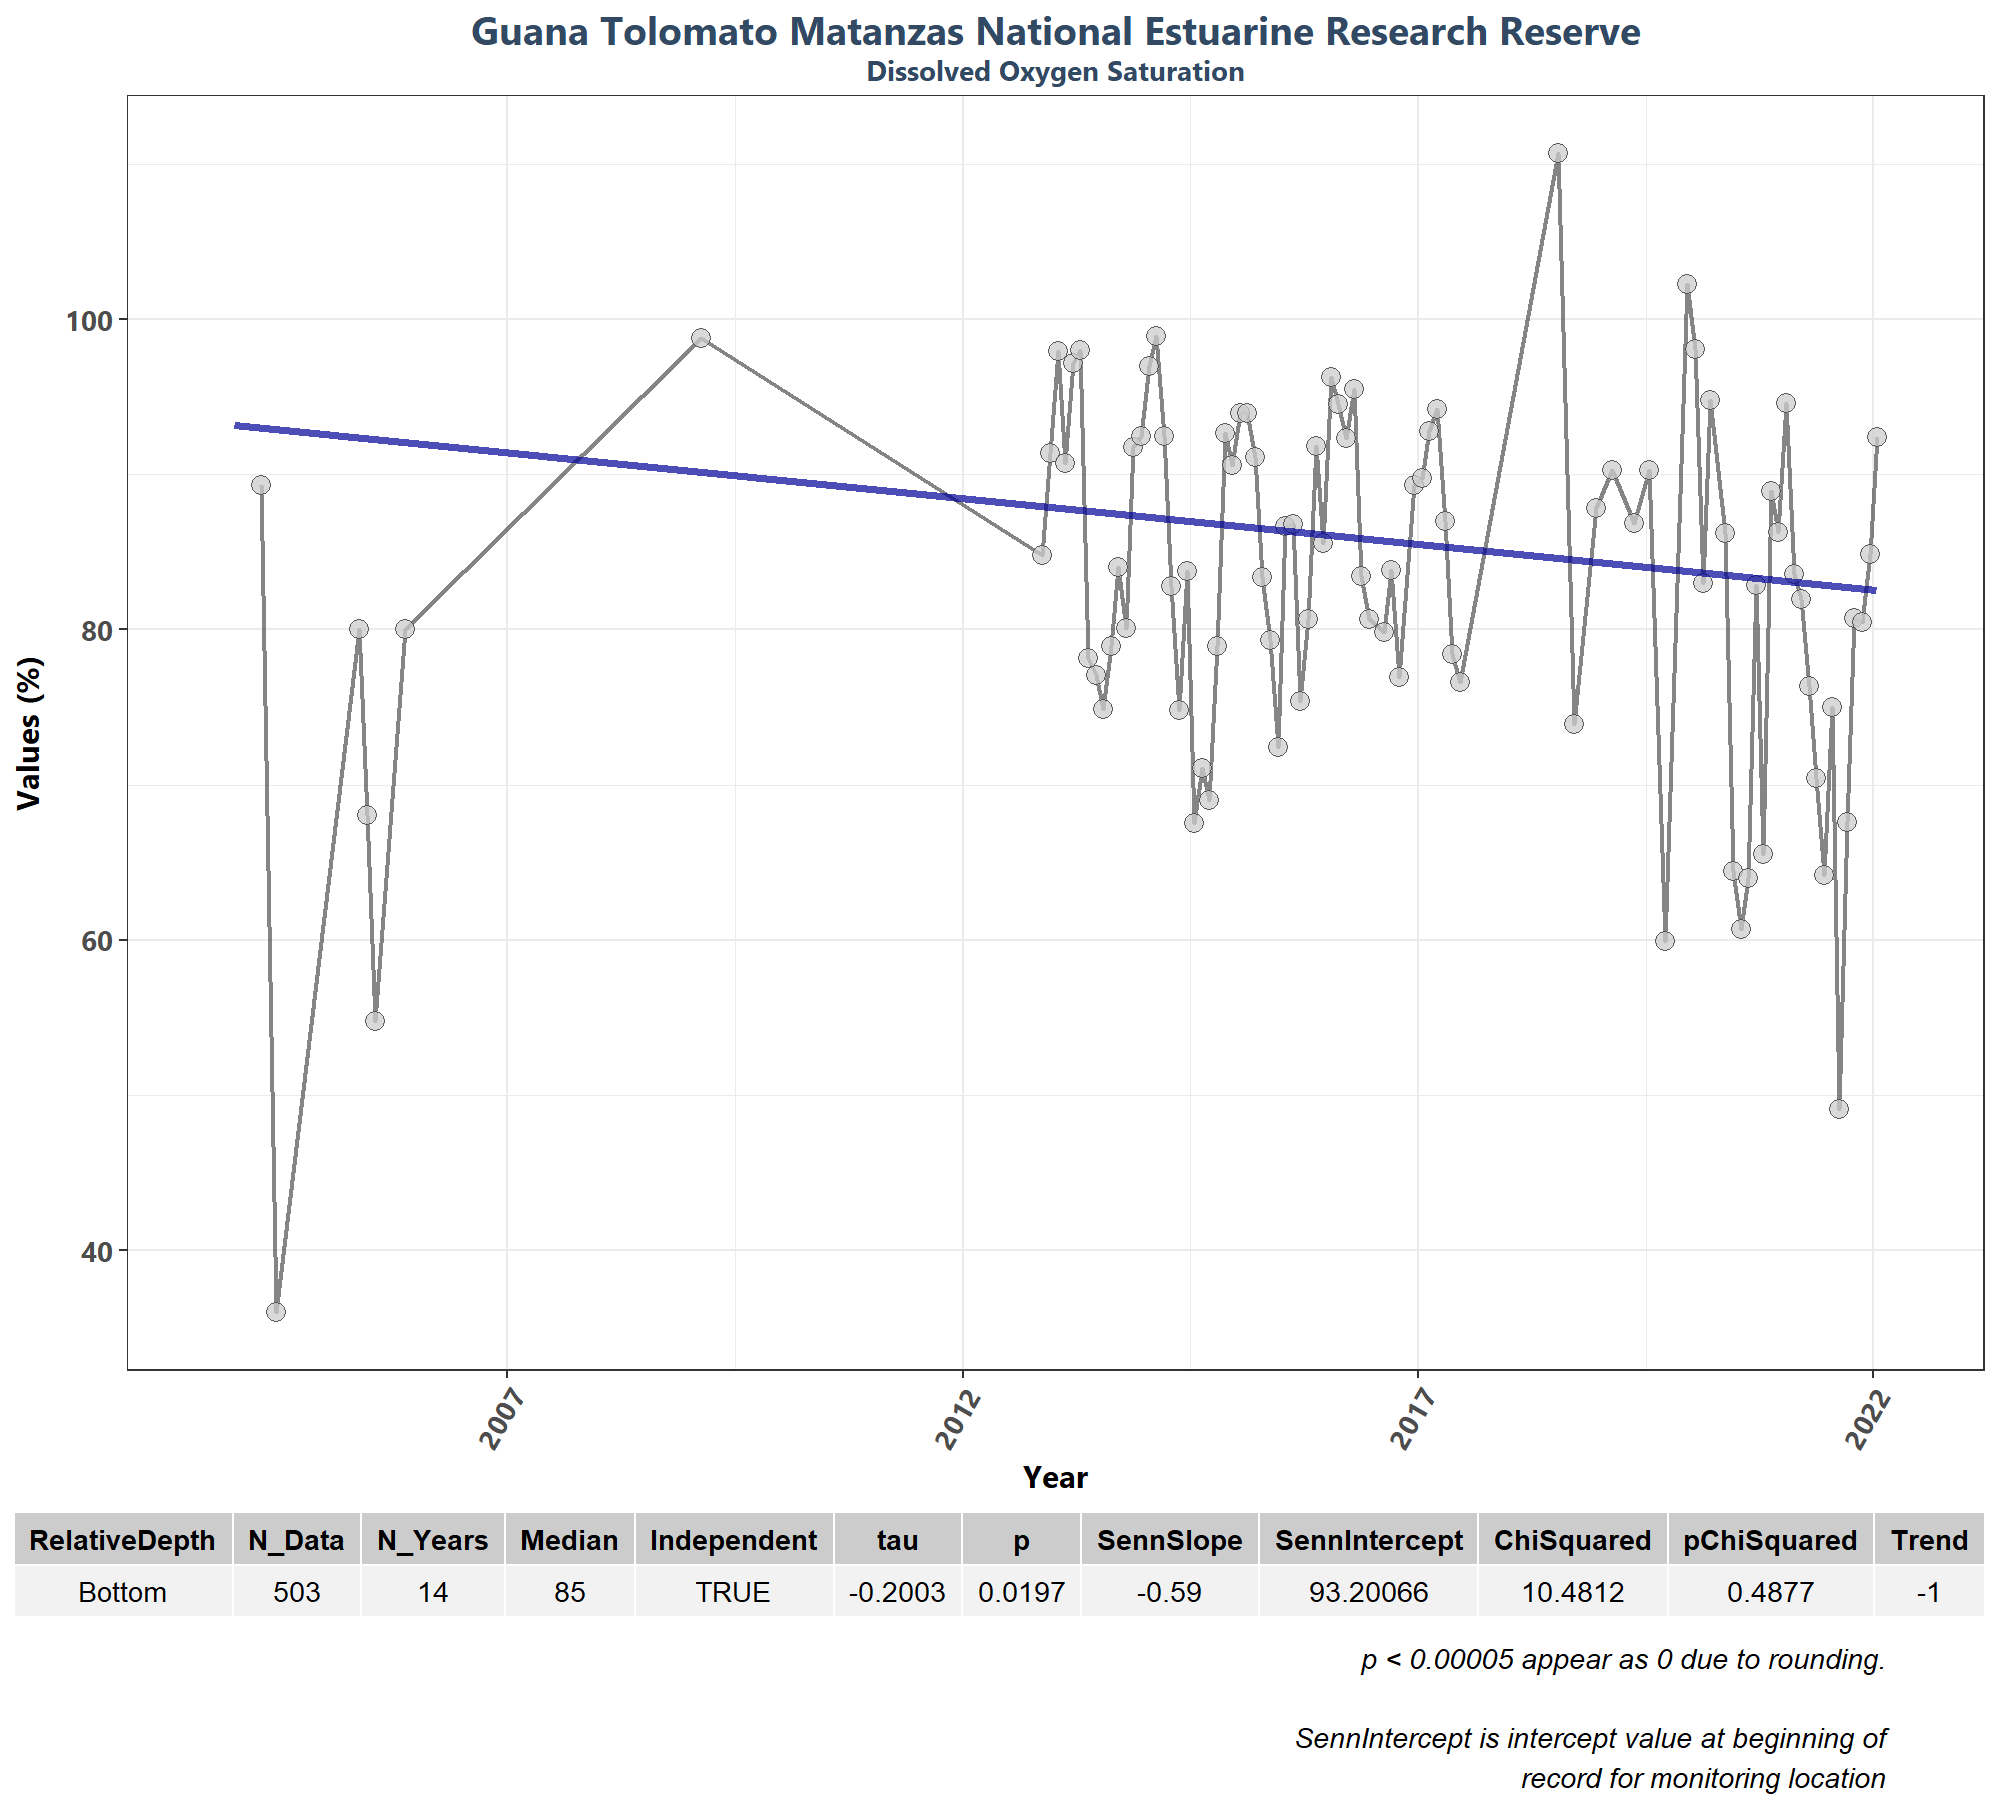 Guana Tolomato Matanzas National Estuarine Research Reserve
Dissolved Oxygen Saturation
100
80
60
40
Values (%)
2007
2012
2017
2022
Year
RelativeDepth N_Data N_Years Median Independent tau p SennSlope SennIntercept ChiSquared pChiSquared Trend
Bottom 503 14 85 TRUE -0.2003 0.0197 -0.59 93.20066 10.4812 0.4877 -1
p < 0.00005 appear as 0 due to rounding.
SennIntercept is intercept value at beginning of
record for monitoring location